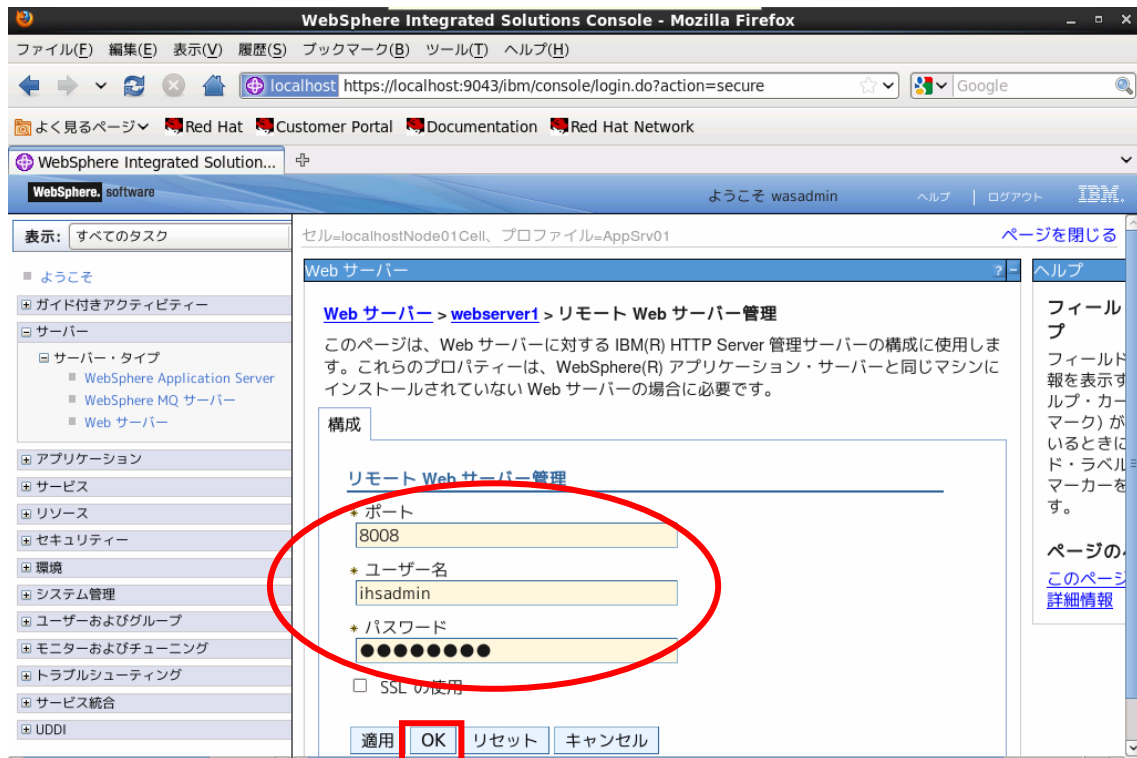 WebSphere Integrated Solutions Console - Mozilla Firefox
ファイル(F) 編集(E) 表示(V) 履歴(S) ブックマーク(B) ツール(T) ヘルプ(H)
localhost https://localhost:9043/ibm/console/login.do?action=secure Google
よく見るページ Red Hat Customer Portal Documentation Red Hat Network
WebSphere Integrated Solution...
WebSphere. software ようこそ wasadmin ヘルプ | ログアウト IBM.
表示: すべてのタスク
ようこそ
ガイド付きアクティビティー
サーバー
サーバー・タイプ
WebSphere Application Server
WebSphere MQ サーバー
Web サーバー
アプリケーション
サービス
リソース
セキュリティー
環境
システム管理
ユーザーおよびグループ
モニターおよびチューニング
トラブルシューティング
サービス統合
UDDI
セル=localhostNode01Cell、プロファイル=AppSrv01 ページを閉じる
Web サーバー ? -
Web サーバー > webserver1 > リモート Web サーバー管理
このページは、Web サーバーに対する IBM(R) HTTP Server 管理サーバーの構成に使用しま
す。これらのプロパティーは、WebSphere(R) アプリケーション・サーバーと同じマシンに
インストールされていない Web サーバーの場合に必要です。
構成
リモート Web サーバー管理
* ポート
8008
* ユーザー名
ihsadmin
* パスワード
●●●●●●●●
SSL の使用
適用 OK リセット キャンセル
ヘルプ
フィール
プ
フィールド
報を表示す
ルプ・カー
マーク) が
いるときに
ド・ラベル
マーカーを
す。
ページの
このページ
詳細情報